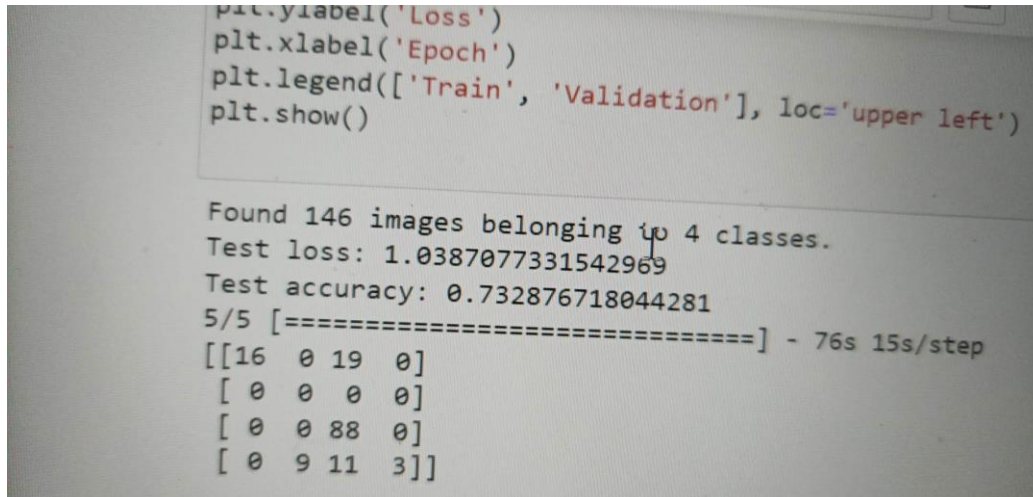 plt.ylabel('Loss')
plt.xlabel('Epoch')
plt.legend(['Train', 'Validation'], loc='upper left')
plt.show()
Found 146 images belonging to 4 classes.
Test loss: 1.0387077331542969
Test accuracy: 0.732876718044281
5/5 [==============================] - 76s 15s/step
[[16  0 19  0]
 [ 0  0  0  0]
 [ 0  0 88  0]
 [ 0  9 11  3]]